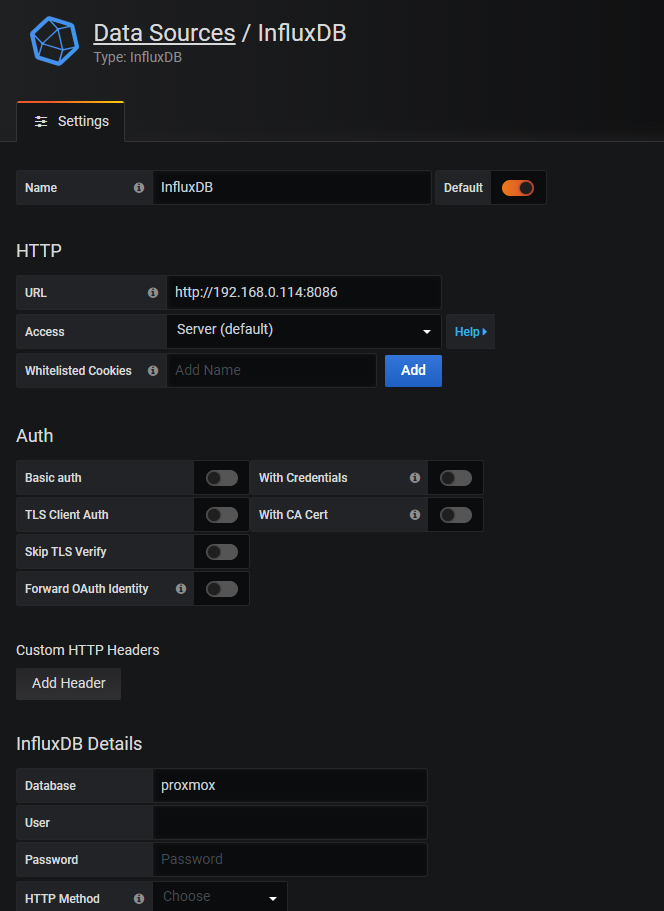 Data Sources / InfluxDB
Type: InfluxDB
Settings
Name InfluxDB Default
HTTP
URL http://192.168.0.114:8086
Access Server (default) Help
Whitelisted Cookies Add Name Add
Auth
Basic auth With Credentials
TLS Client Auth With CA Cert
Skip TLS Verify
Forward OAuth Identity
Custom HTTP Headers
Add Header
InfluxDB Details
Database proxmox
User
Password Password
HTTP Method Choose